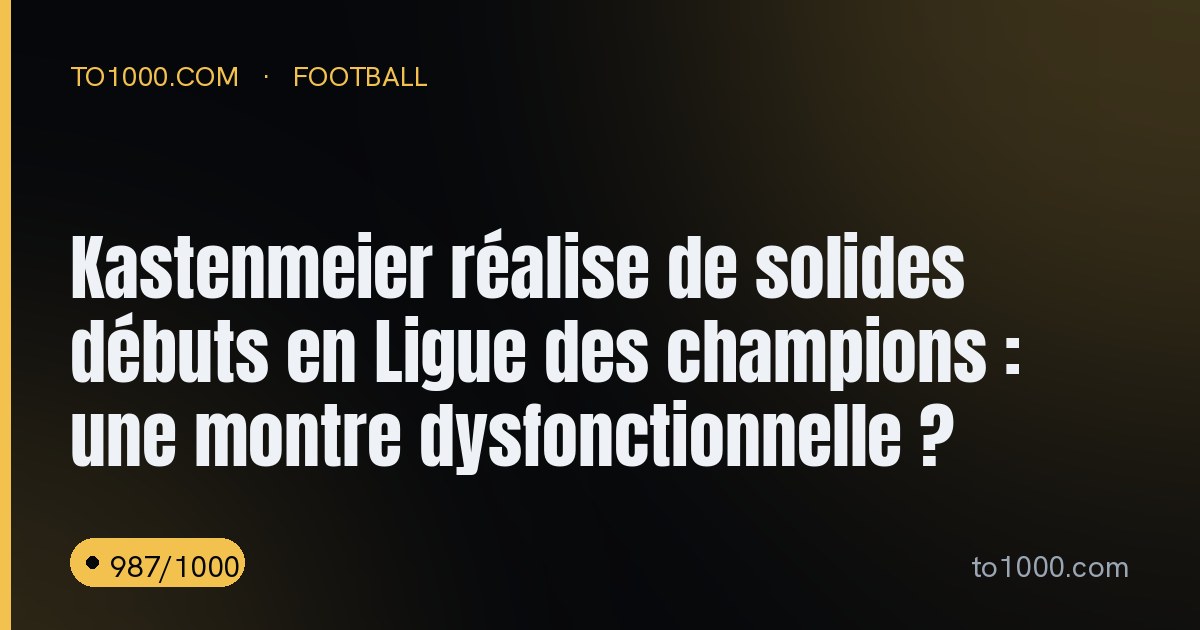 TO1000.COM · FOOTBALL
Kastenmeier réalise de solides
débuts en Ligue des champions :
une montre dysfonctionnelle ?
987/1000
to1000.com